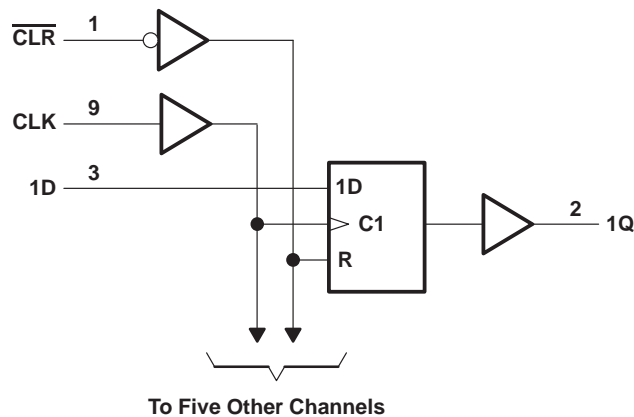 CLR 1
CLK 9
1D 3
1D
C1
R
2 1Q
To Five Other Channels